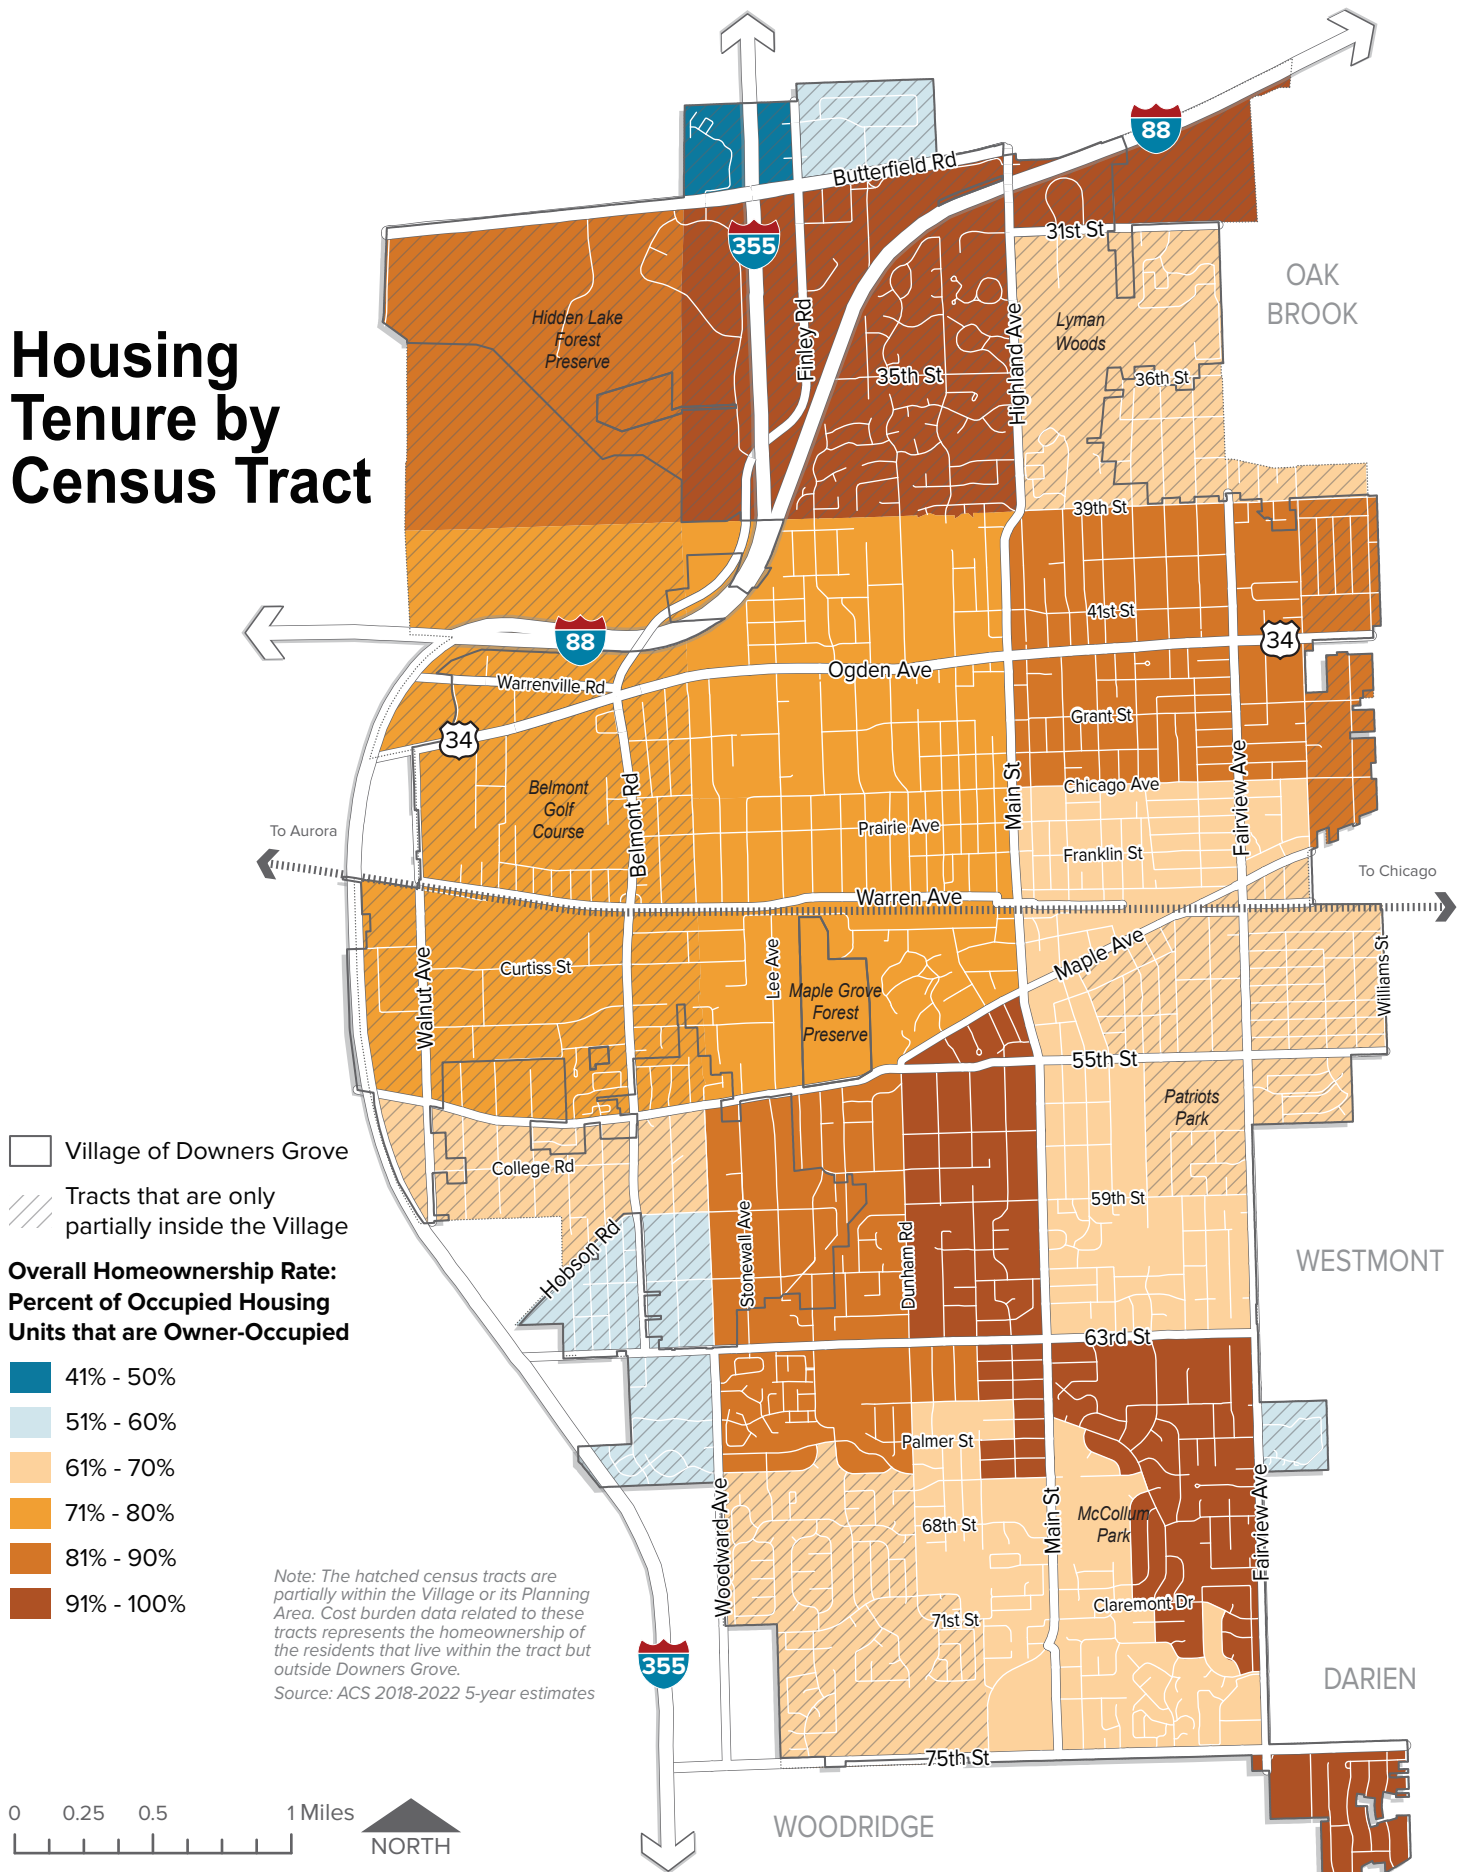 Housing
Tenure by
Census Tract
88
Butterfield Rd
355
31st St
OAK
BROOK
Hidden Lake
Forest
Preserve
Finley Rd
Highland Ave
Lyman
Woods
35th St
36th St
39th St
41st St
34
88
Ogden Ave
Warrenville Rd
34
Grant St
Belmont
Golf
Course
Belmont Rd
Main St
Chicago Ave
Fairview Ave
Prairie Ave
Franklin St
To Aurora
To Chicago
Warren Ave
Maple Ave
Walnut Ave
Curtiss St
Lee Ave
Maple Grove
Forest
Preserve
Williams St
55th St
Patriots
Park
College Rd
59th St
Hobson Rd
Stonewall Ave
Dunham Rd
WESTMONT
63rd St
Village of Downers Grove
Tracts that are only
partially inside the Village
Overall Homeownership Rate:
Percent of Occupied Housing
Units that are Owner-Occupied
41% - 50%
51% - 60%
61% - 70%
71% - 80%
81% - 90%
91% - 100%
Palmer St
Woodward Ave
68th St
Main St
McCollum
Park
Fairview Ave
71st St
Claremont Dr
Note: The hatched census tracts are
partially within the Village or its Planning
Area. Cost burden data related to these
tracts represents the homeownership of
the residents that live within the tract but
outside Downers Grove.
Source: ACS 2018-2022 5-year estimates
355
DARIEN
75th St
WOODRIDGE
0 0.25 0.5 1 Miles
NORTH